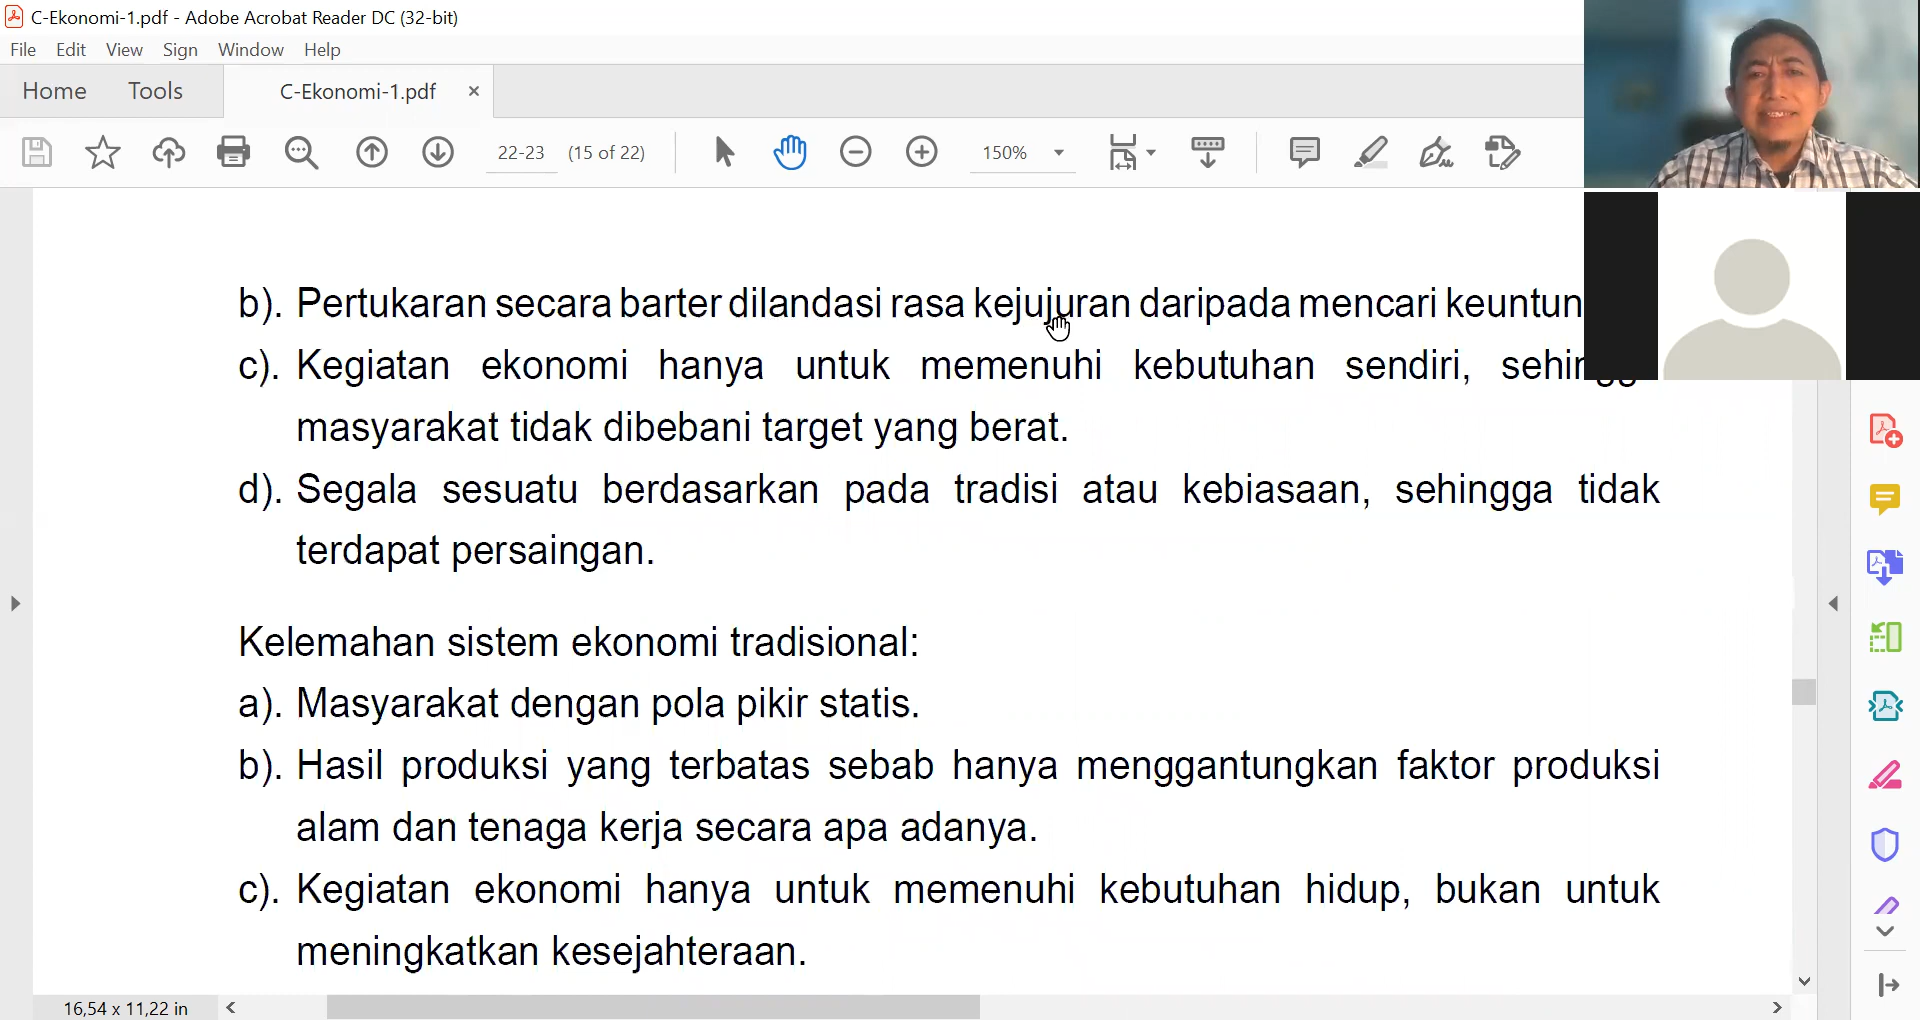 C-Ekonomi-1.pdf - Adobe Acrobat Reader DC (32-bit)
File Edit View Sign Window Help
Home Tools C-Ekonomi-1.pdf ×
22-23 (15 of 22) 150%
b). Pertukaran secara barter dilandasi rasa kejujuran daripada mencari keuntun
c). Kegiatan ekonomi hanya untuk memenuhi kebutuhan sendiri, sehingg
masyarakat tidak dibebani target yang berat.
d). Segala sesuatu berdasarkan pada tradisi atau kebiasaan, sehingga tidak
terdapat persaingan.
Kelemahan sistem ekonomi tradisional:
a). Masyarakat dengan pola pikir statis.
b). Hasil produksi yang terbatas sebab hanya menggantungkan faktor produksi
alam dan tenaga kerja secara apa adanya.
c). Kegiatan ekonomi hanya untuk memenuhi kebutuhan hidup, bukan untuk
meningkatkan kesejahteraan.
16,54 x 11,22 in